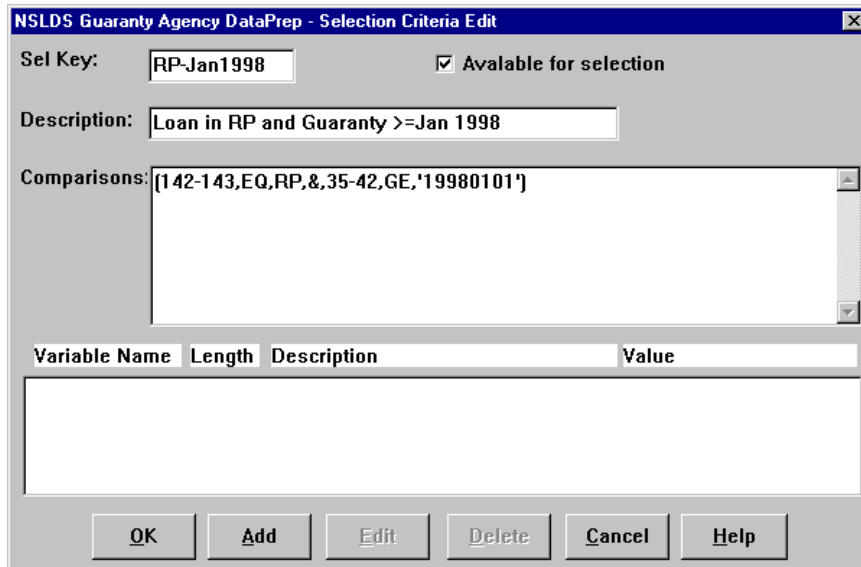 NSLDS Guaranty Agency DataPrep - Selection Criteria Edit
Sel Key: RP-Jan1998 Avalable for selection
Description: Loan in RP and Guaranty >=Jan 1998
Comparisons: (142-143,EQ,RP,&,35-42,GE,'19980101')
Variable Name Length Description Value
OK Add Edit Delete Cancel Help